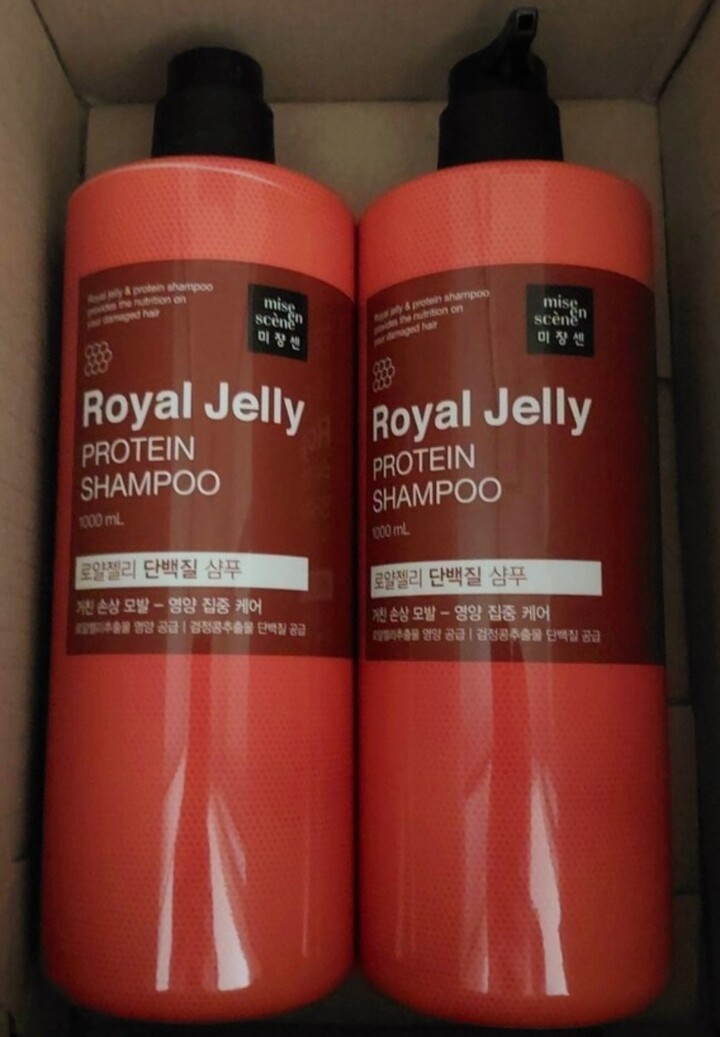 Royal jelly & protein shampoo
provides the nutrition on
your damaged hair
mise
en
scène
미쟝센
Royal Jelly
PROTEIN
SHAMPOO
1000 mL
로얄젤리 단백질 샴푸
거친 손상 모발 – 영양 집중 케어
로얄젤리추출물 영양 공급 | 검정콩추출물 단백질 공급
Royal jelly & protein shampoo
provides the nutrition on
your damaged hair
mise
en
scène
미쟝센
Royal Jelly
PROTEIN
SHAMPOO
1000 mL
로얄젤리 단백질 샴푸
거친 손상 모발 – 영양 집중 케어
로얄젤리추출물 영양 공급 | 검정콩추출물 단백질 공급